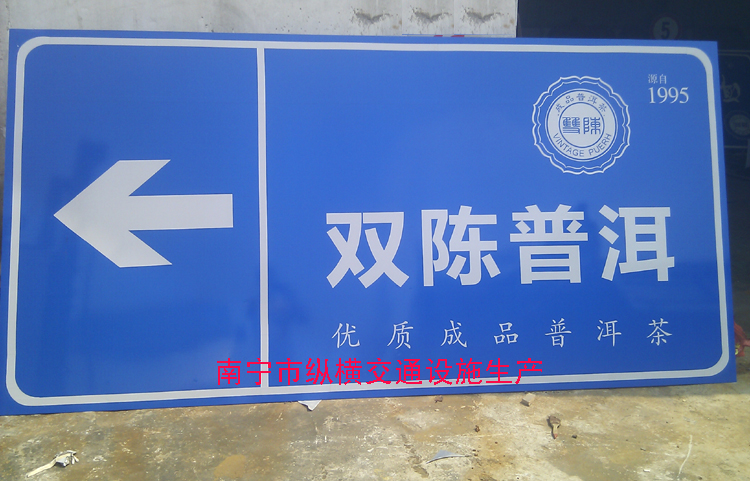 源自
1995
成品普洱茶
雙陳
VINTAGE PUERH
双陈普洱
优质成品普洱茶
南宁市纵横交通设施生产